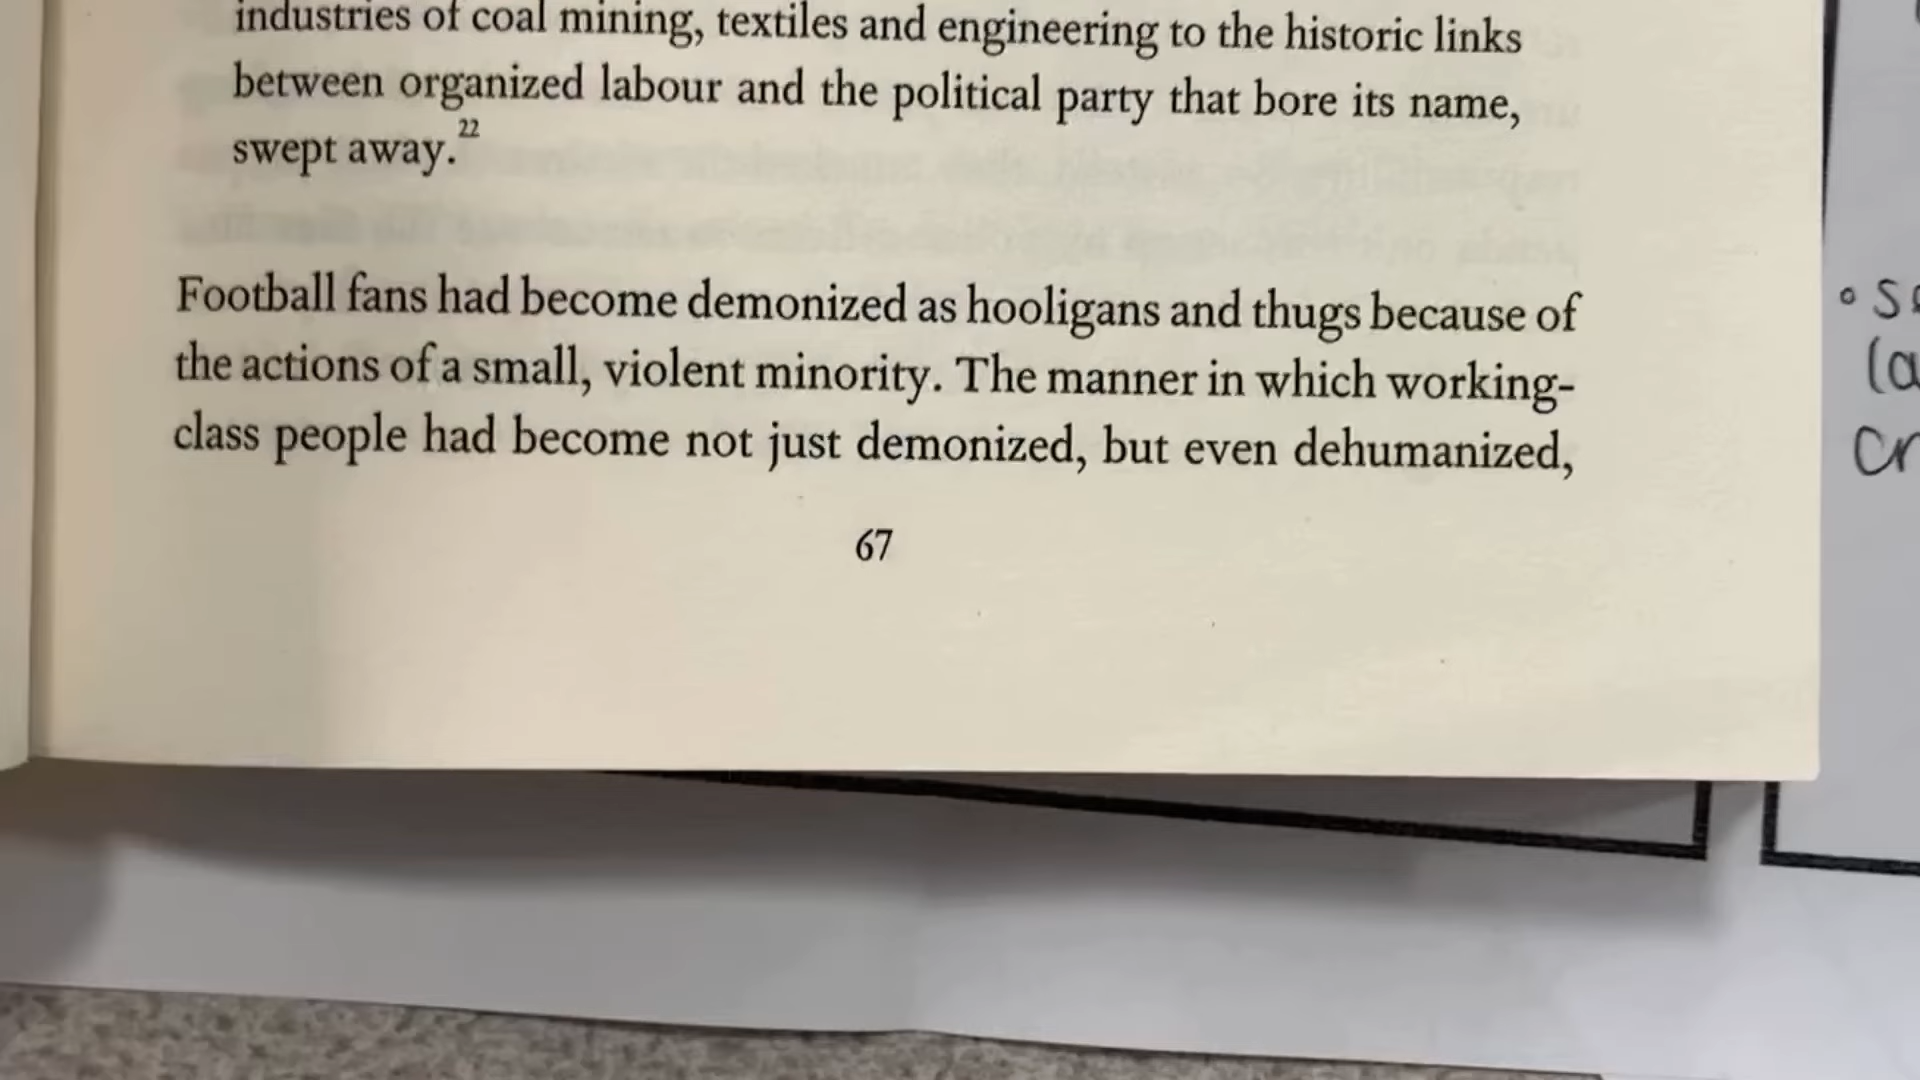 industries of coal mining, textiles and engineering to the historic links
between organized labour and the political party that bore its name,
swept away.22
Football fans had become demonized as hooligans and thugs because of
the actions of a small, violent minority. The manner in which working-
class people had become not just demonized, but even dehumanized,
67